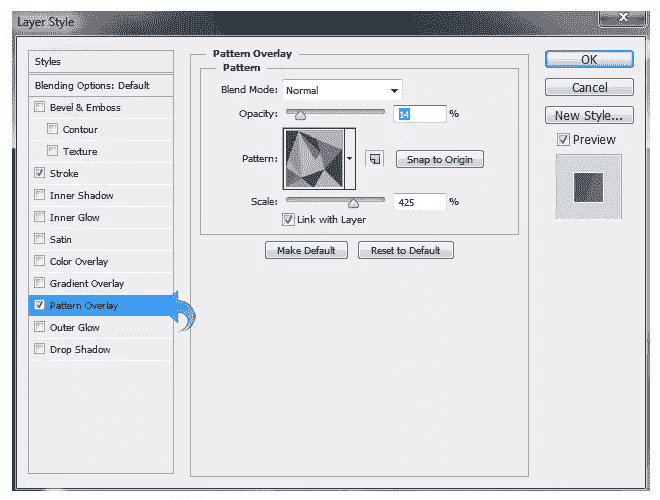 Layer Style
X
Styles
Blending Options: Default
Bevel & Emboss
Contour
Texture
Stroke
Inner Shadow
Inner Glow
Satin
Color Overlay
Gradient Overlay
Pattern Overlay
Outer Glow
Drop Shadow
Pattern Overlay
Pattern
Blend Mode: Normal
Opacity: 14 %
Pattern: Snap to Origin
Scale: 425 %
Link with Layer
Make Default Reset to Default
OK
Cancel
New Style...
Preview